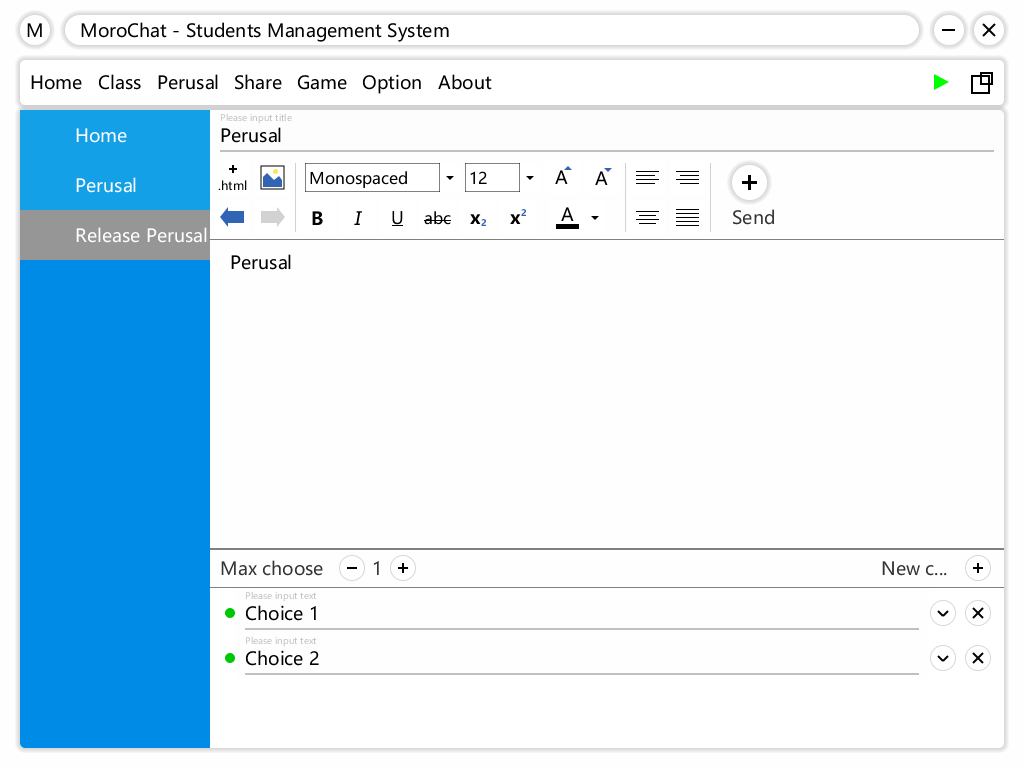 M MoroChat - Students Management System
Home Class Perusal Share Game Option About
Home
Perusal
Release Perusal
Please input title
Perusal
+ .html Monospaced 12 A A
B I U abc x₂ x² A
Send
Perusal
Max choose 1 New c...
Please input text
Choice 1
Please input text
Choice 2